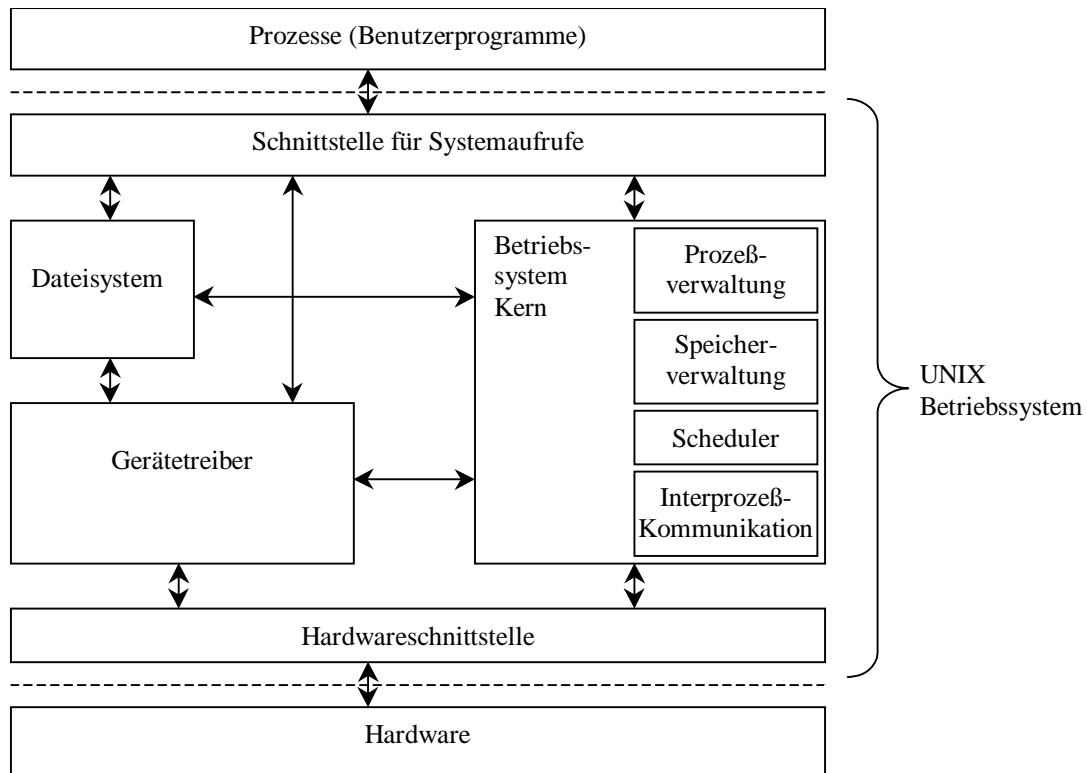 Prozesse (Benutzerprogramme)
Schnittstelle für Systemaufrufe
Dateisystem
Betriebs-
system
Kern
Prozeß-
verwaltung
Speicher-
verwaltung
Scheduler
Interprozeß-
Kommunikation
Gerätetreiber
UNIX
Betriebssystem
Hardwareschnittstelle
Hardware